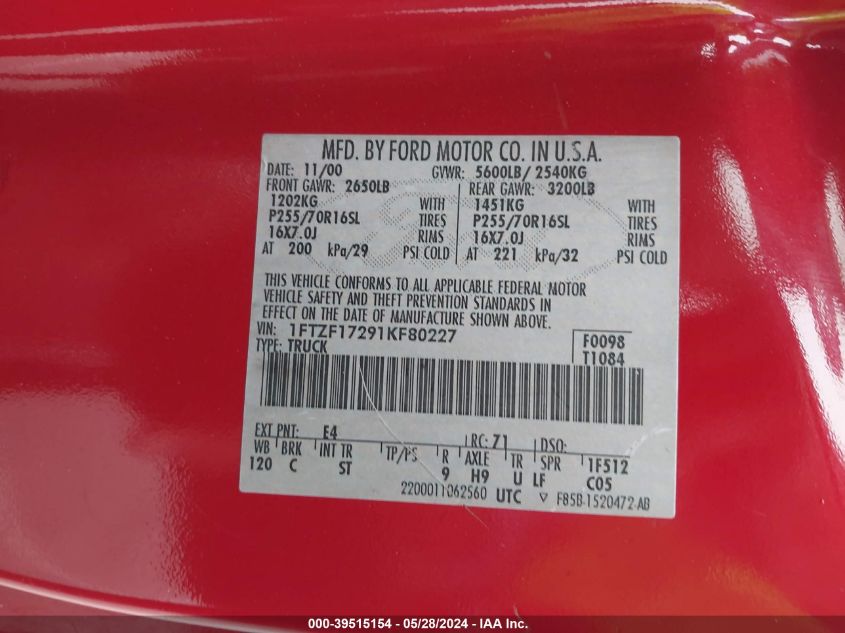 MFD. BY FORD MOTOR CO. IN U.S.A.
DATE: 11/00 GVWR: 5600LB/ 2540KG
FRONT GAWR: 2650LB REAR GAWR: 3200LB
1202KG WITH 1451KG WITH
P255/70R16SL TIRES P255/70R16SL TIRES
16X7.0J RIMS 16X7.0J RIMS
AT 200 kPa/29 PSI COLD AT 221 kPa/32 PSI COLD
THIS VEHICLE CONFORMS TO ALL APPLICABLE FEDERAL MOTOR
VEHICLE SAFETY AND THEFT PREVENTION STANDARDS IN
EFFECT ON THE DATE OF MANUFACTURE SHOWN ABOVE.
VIN: 1FTZF17291KF80227 F0098
TYPE: TRUCK T1084
EXT PNT: E4 RC: 71 DSO:
WB BRK INT TR TP/PS R AXLE TR SPR 1F512
120 C ST 9 H9 U LF C05
2200011062560 UTC ▽ F85B-1520472-AB
000-39515154 - 05/28/2024 - IAA Inc.